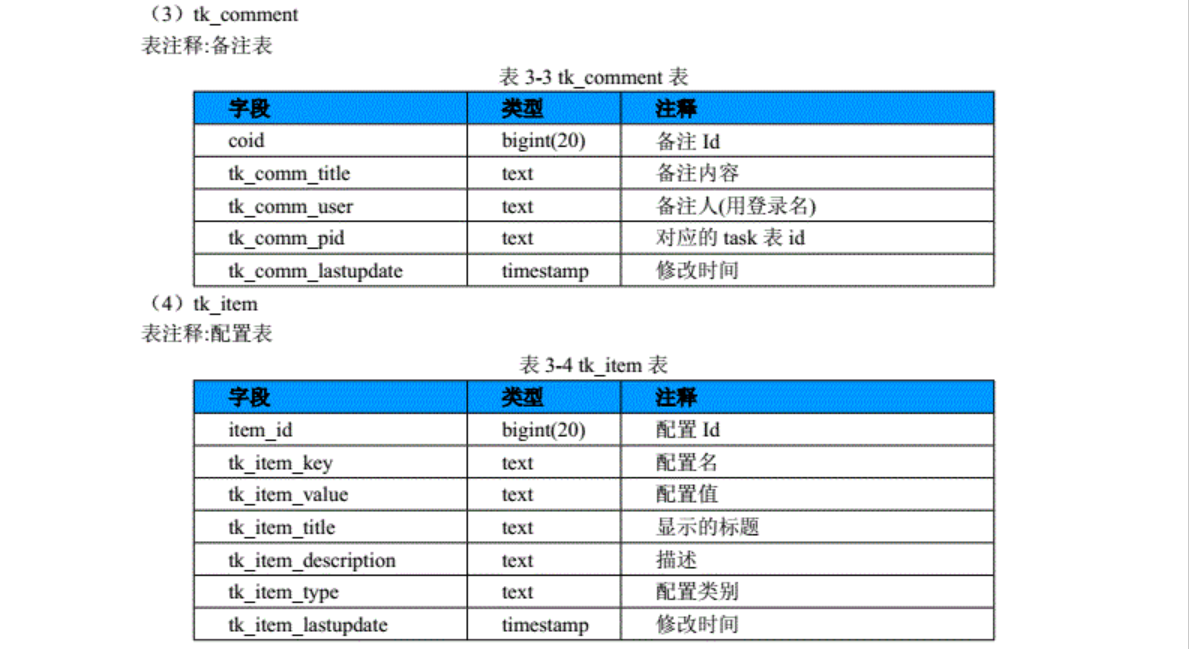 （3）tk_comment
表注释:备注表
表 3-3 tk_comment 表
字段 类型 注释
coid bigint(20) 备注 Id
tk_comm_title text 备注内容
tk_comm_user text 备注人(用登录名)
tk_comm_pid text 对应的 task 表 id
tk_comm_lastupdate timestamp 修改时间
（4）tk_item
表注释:配置表
表 3-4 tk_item 表
字段 类型 注释
item_id bigint(20) 配置 Id
tk_item_key text 配置名
tk_item_value text 配置值
tk_item_title text 显示的标题
tk_item_description text 描述
tk_item_type text 配置类别
tk_item_lastupdate timestamp 修改时间